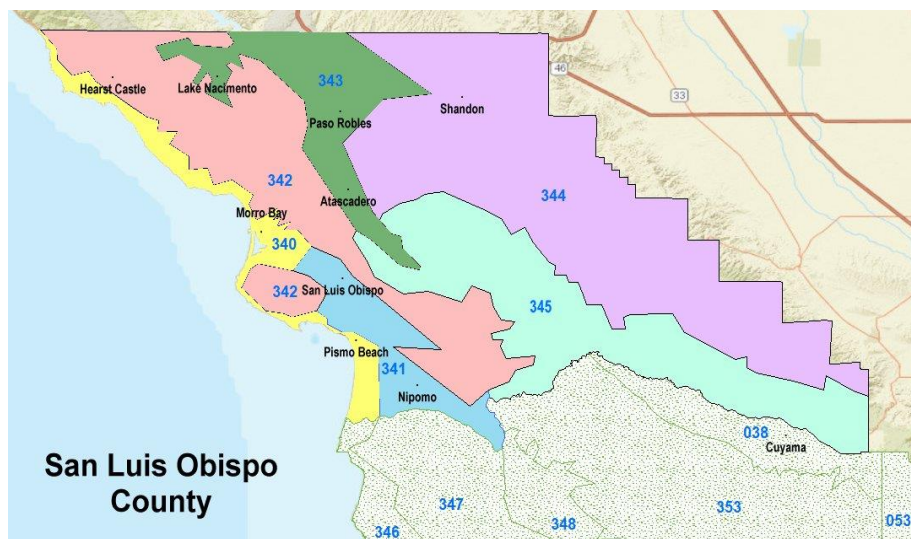 46
33
343
Hearst Castle
Lake Nacimento
Paso Robles
Shandon
342
344
Atascadero
Morro Bay
340
342
San Luis Obispo
345
Pismo Beach
341
Nipomo
038
Cuyama
San Luis Obispo
County
347
346
348
353
053